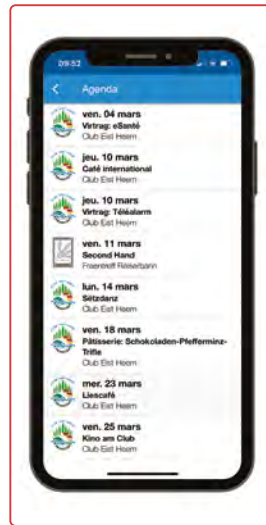 09:52
Agenda
ven. 04 mars
Virtrag: eSanté
Club Eist Heem
jeu. 10 mars
Café international
Club Eist Heem
jeu. 10 mars
Virtrag: Téléalarm
Club Eist Heem
ven. 11 mars
Second Hand
lun. 14 mars
Sëtzdanz
Club Eist Heem
ven. 18 mars
Pâtisserie: Schokoladen-Pfefferminz-
Trifle
Club Eist Heem
mer. 23 mars
Liescafé
Club Eist Heem
ven. 25 mars
Kino am Club
Club Eist Heem